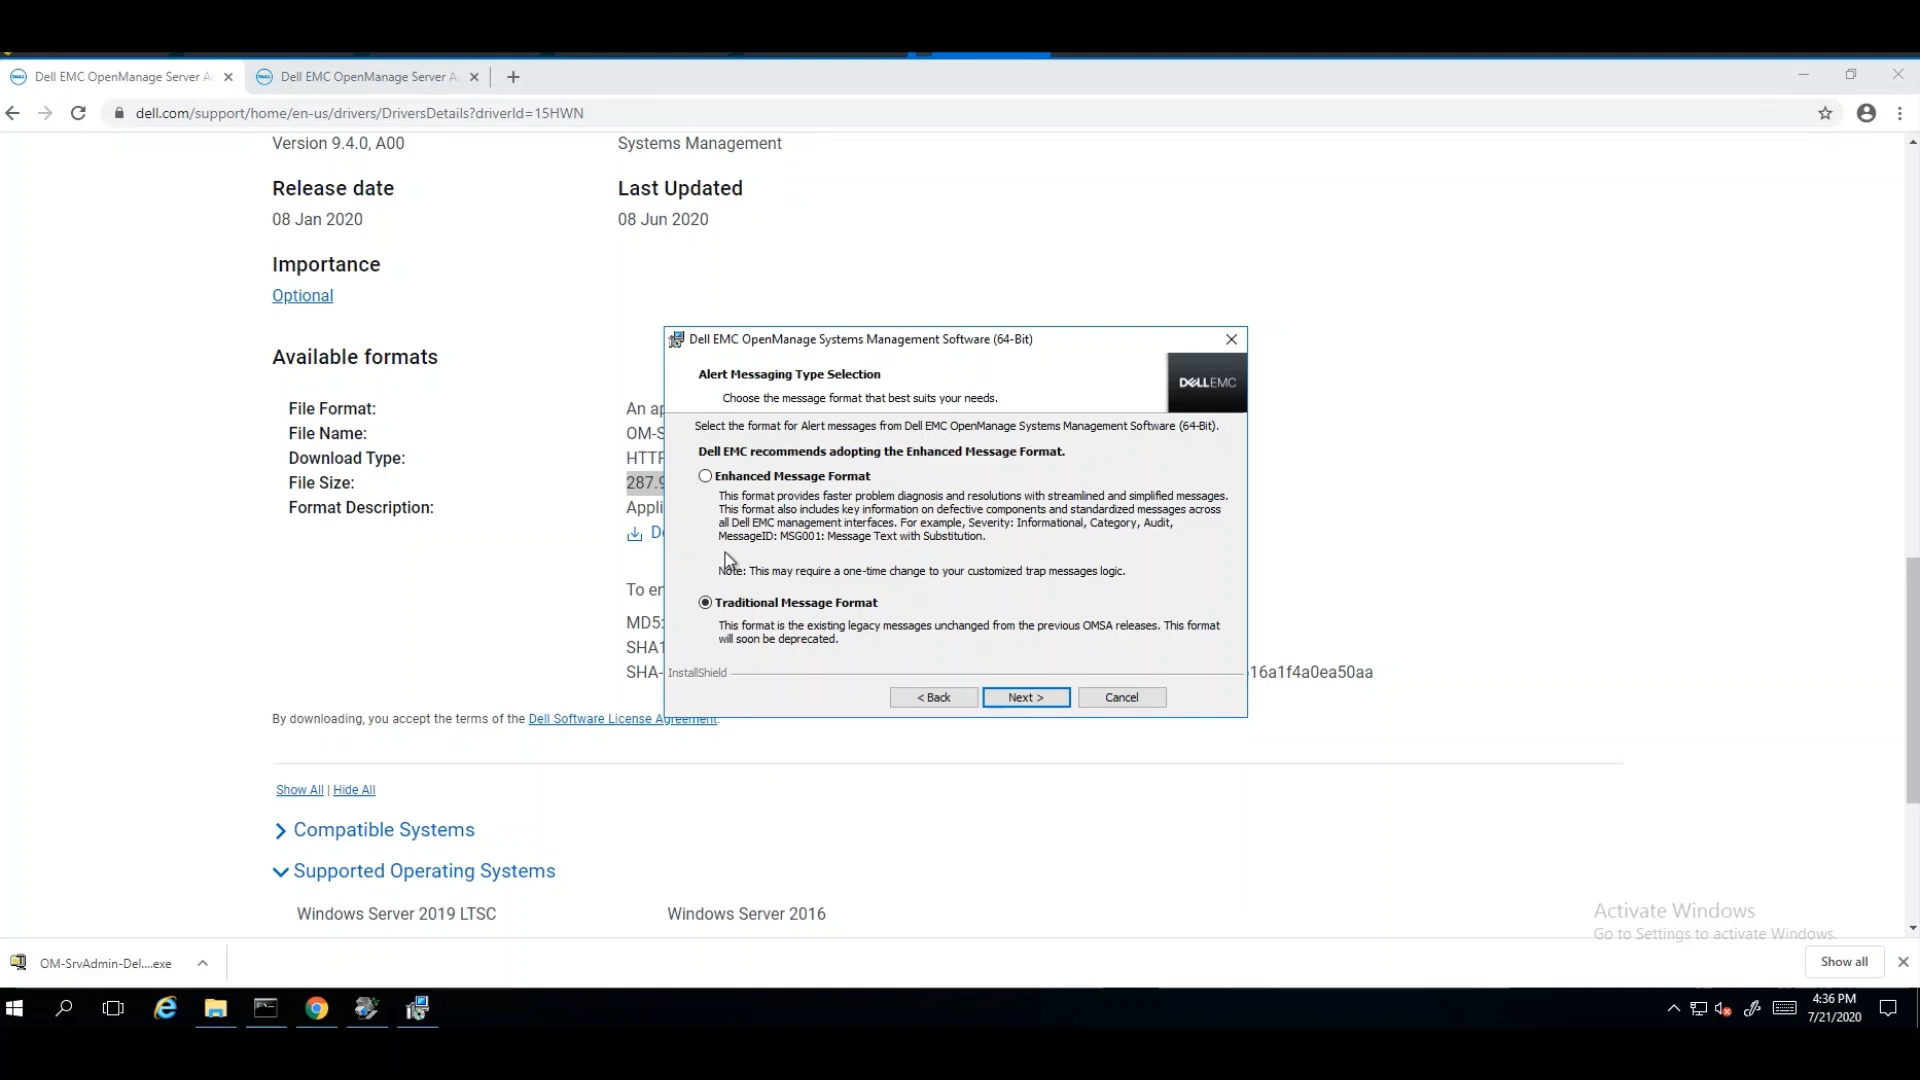 Dell EMC OpenManage Server A
Dell EMC OpenManage Server A
dell.com/support/home/en-us/drivers/DriversDetails?driverId=15HWN
Version 9.4.0, A00
Systems Management
Release date
Last Updated
08 Jan 2020
08 Jun 2020
Importance
Optional
Available formats
File Format:
An ap
File Name:
OM-S
Download Type:
HTTP
File Size:
287.9
Format Description:
Appli
To en
MD5:
SHA1
SHA-
16a1f4a0ea50aa
Dell EMC OpenManage Systems Management Software (64-Bit)
Alert Messaging Type Selection
Choose the message format that best suits your needs.
DELLEMC
Select the format for Alert messages from Dell EMC OpenManage Systems Management Software (64-Bit).
Dell EMC recommends adopting the Enhanced Message Format.
Enhanced Message Format
This format provides faster problem diagnosis and resolutions with streamlined and simplified messages.
This format also includes key information on defective components and standardized messages across
all Dell EMC management interfaces. For example, Severity: Informational, Category, Audit,
MessageID: MSG001: Message Text with Substitution.
Note: This may require a one-time change to your customized trap messages logic.
Traditional Message Format
This format is the existing legacy messages unchanged from the previous OMSA releases. This format
will soon be deprecated.
InstallShield
< Back
Next >
Cancel
By downloading, you accept the terms of the Dell Software License Agreement.
Show All | Hide All
Compatible Systems
Supported Operating Systems
Windows Server 2019 LTSC
Windows Server 2016
Activate Windows
Go to Settings to activate Windows.
OM-SrvAdmin-Del....exe
Show all
4:36 PM
7/21/2020